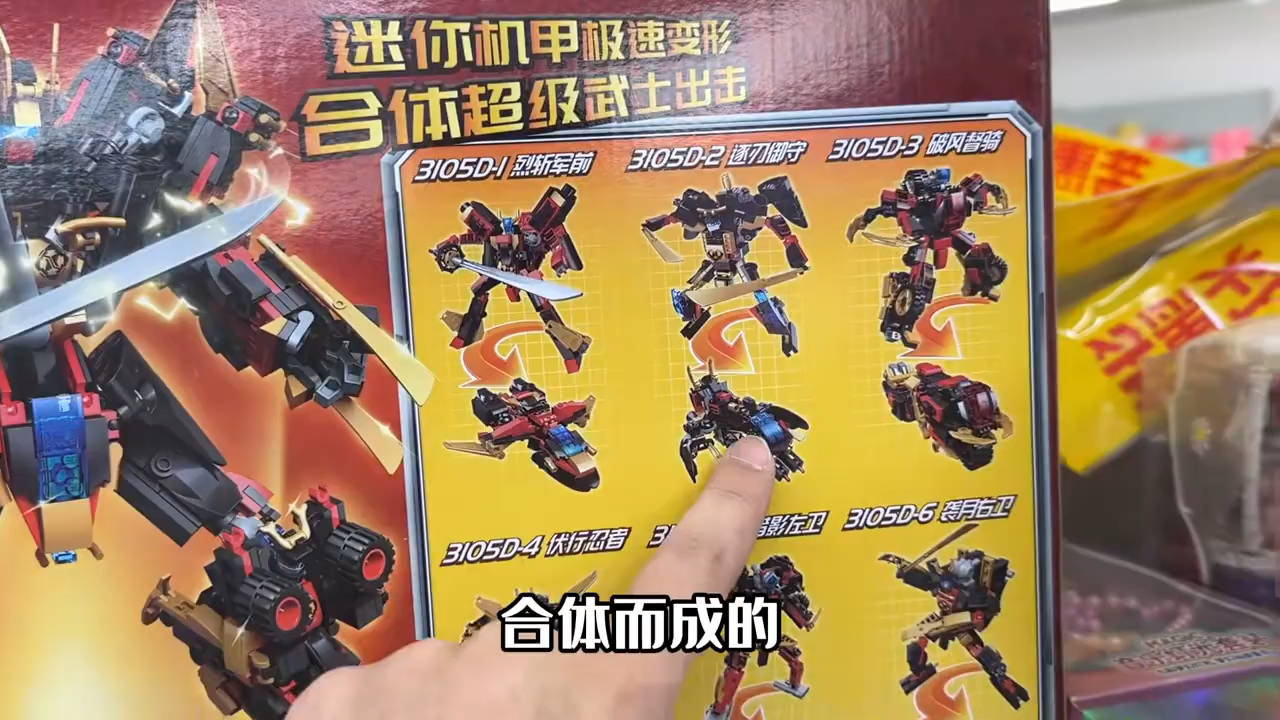 迷你机甲极速变形
合体超级武士出击
3105D-1 烈斩军前
3105D-2 逐刃御守
3105D-3 破风督骑
3105D-4 伏行忍者
影左卫
3105D-6 袭月右卫
合体而成的